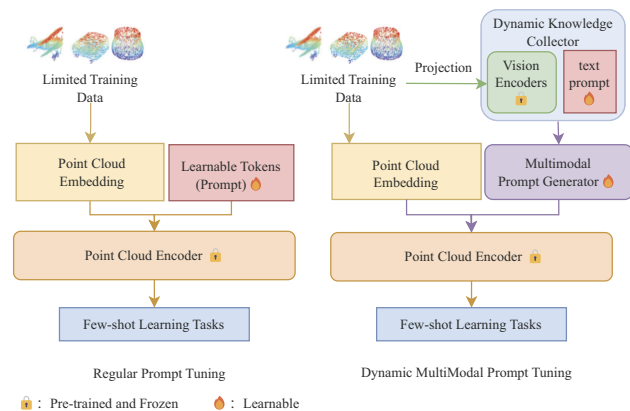 Limited Training
Data
Point Cloud
Embedding
Learnable Tokens
(Prompt)
Point Cloud Encoder
Few-shot Learning Tasks
Regular Prompt Tuning
Limited Training
Data
Projection
Dynamic Knowledge
Collector
Vision
Encoders
text
prompt
Point Cloud
Embedding
Multimodal
Prompt Generator
Point Cloud Encoder
Few-shot Learning Tasks
Dynamic MultiModal Prompt Tuning
: Pre-trained and Frozen
: Learnable